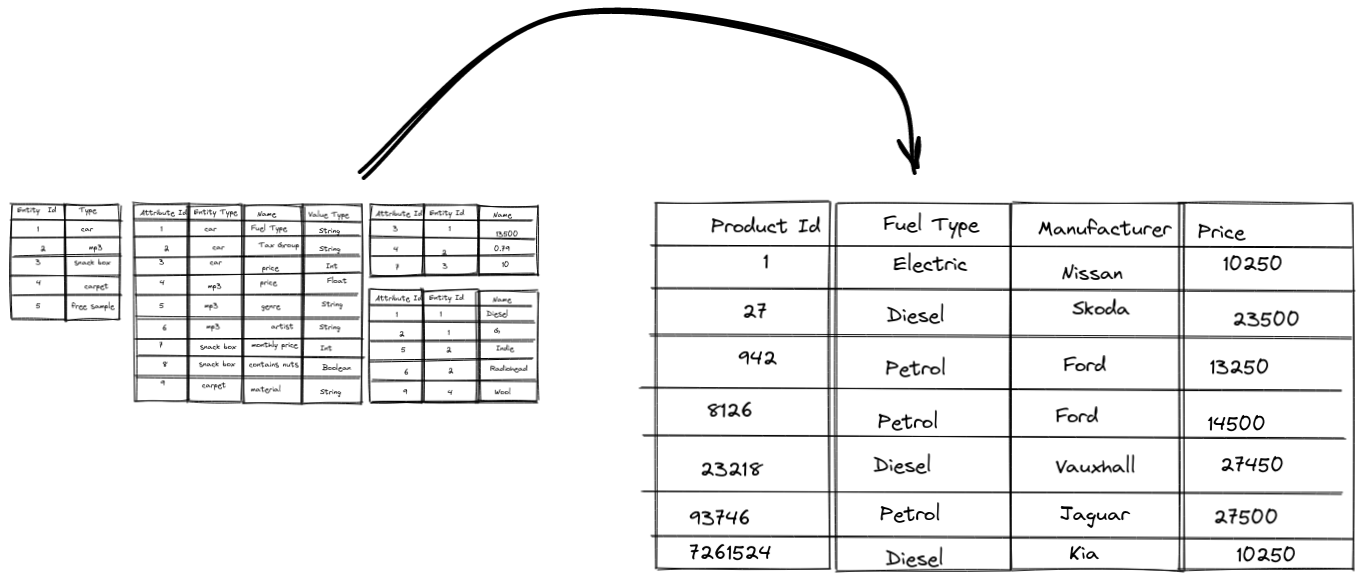 Entity Id Type
1 car
2 mp3
3 snack box
4 carpet
5 free sample
Attribute Id Entity Type Name Value Type
1 car Fuel Type String
2 car Tax Group String
3 car price Int
4 mp3 price Float
5 mp3 genre String
6 mp3 artist String
7 snack box monthly price Int
8 snack box contains nuts Boolean
9 carpet material String
Attribute Id Entity Id Name
3 1 13500
4 2 0.79
7 3 10
Attribute Id Entity Id Name
1 1 Diesel
2 1
5 2 Indie
6 2 Radiohead
9 4 Wool
Product Id Fuel Type Manufacturer Price
1 Electric Nissan 10250
27 Diesel Skoda 23500
942 Petrol Ford 13250
8126 Petrol Ford 14500
23218 Diesel Vauxhall 27450
93746 Petrol Jaguar 27500
7261524 Diesel Kia 10250